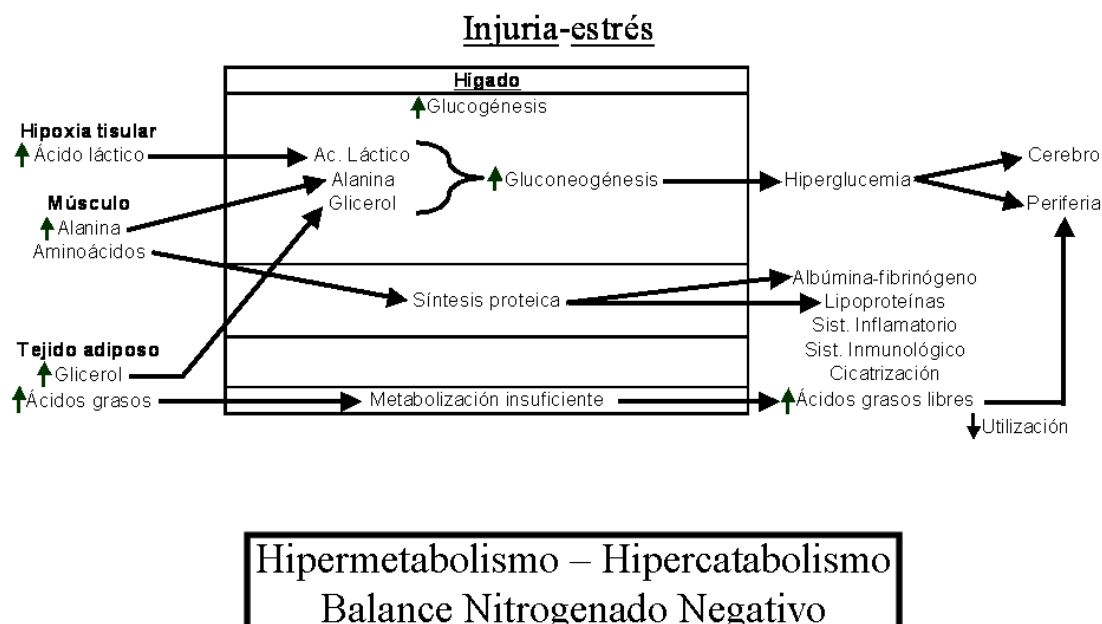 Injuria-estrés
Hígado
Glucogénesis
Hipoxia tisular
Ácido láctico
Ac. Láctico
Alanina
Glicerol
Gluconeogénesis
Hiperglucemia
Cerebro
Periferia
Músculo
Alanina
Aminoácidos
Síntesis proteica
Albúmina-fibrinógeno
Lipoproteínas
Sist. Inflamatorio
Sist. Inmunológico
Cicatrización
Tejido adiposo
Glicerol
Ácidos grasos
Metabolización insuficiente
Ácidos grasos libres
Utilización
Hipermetabolismo – Hipercatabolismo
Balance Nitrogenado Negativo